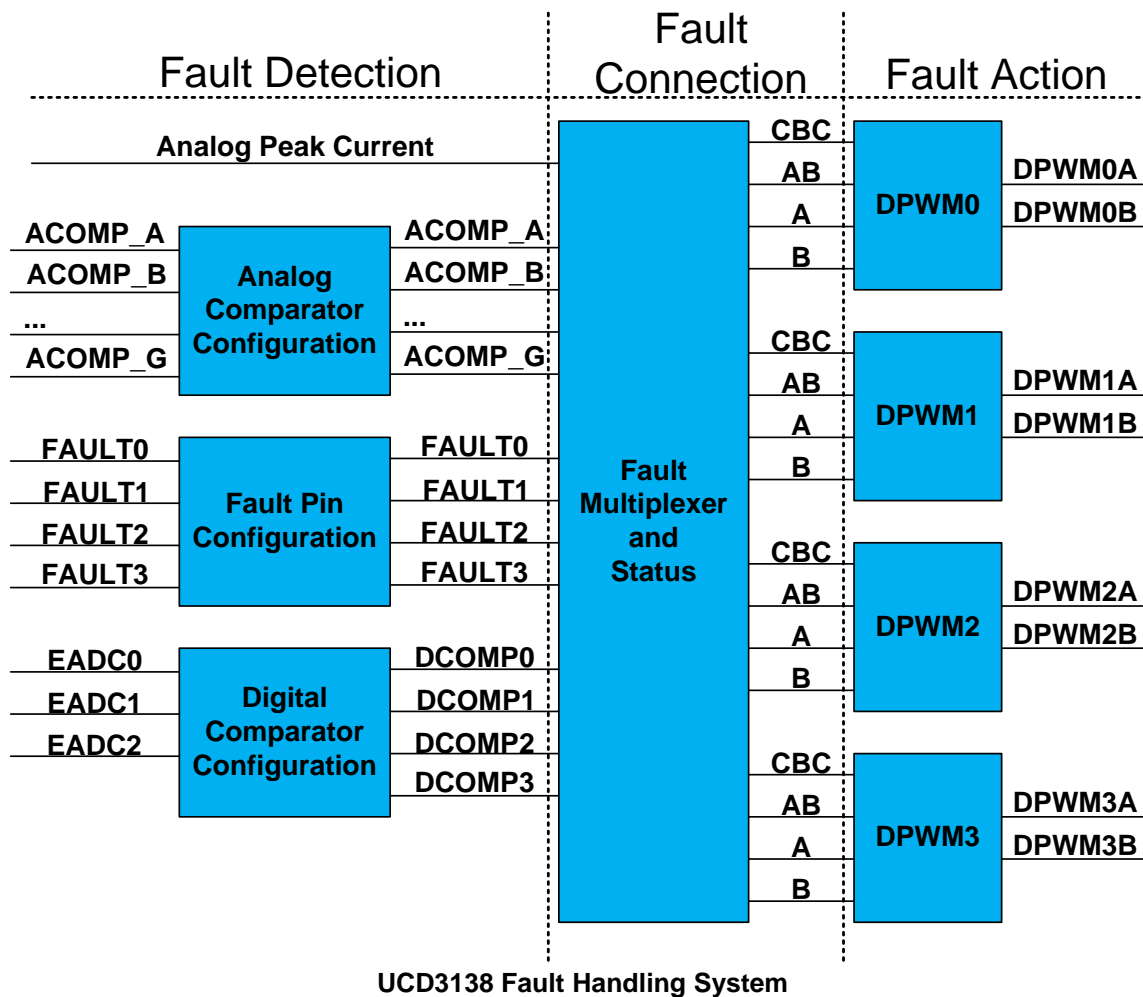 Fault Detection
Fault
Connection
Fault Action
Analog Peak Current
ACOMP_A
ACOMP_B
...
ACOMP_G
Analog
Comparator
Configuration
ACOMP_A
ACOMP_B
...
ACOMP_G
FAULT0
FAULT1
FAULT2
FAULT3
Fault Pin
Configuration
FAULT0
FAULT1
FAULT2
FAULT3
EADC0
EADC1
EADC2
Digital
Comparator
Configuration
DCOMP0
DCOMP1
DCOMP2
DCOMP3
Fault
Multiplexer
and
Status
CBC
AB
A
B
DPWM0
DPWM0A
DPWM0B
CBC
AB
A
B
DPWM1
DPWM1A
DPWM1B
CBC
AB
A
B
DPWM2
DPWM2A
DPWM2B
CBC
AB
A
B
DPWM3
DPWM3A
DPWM3B
UCD3138 Fault Handling System